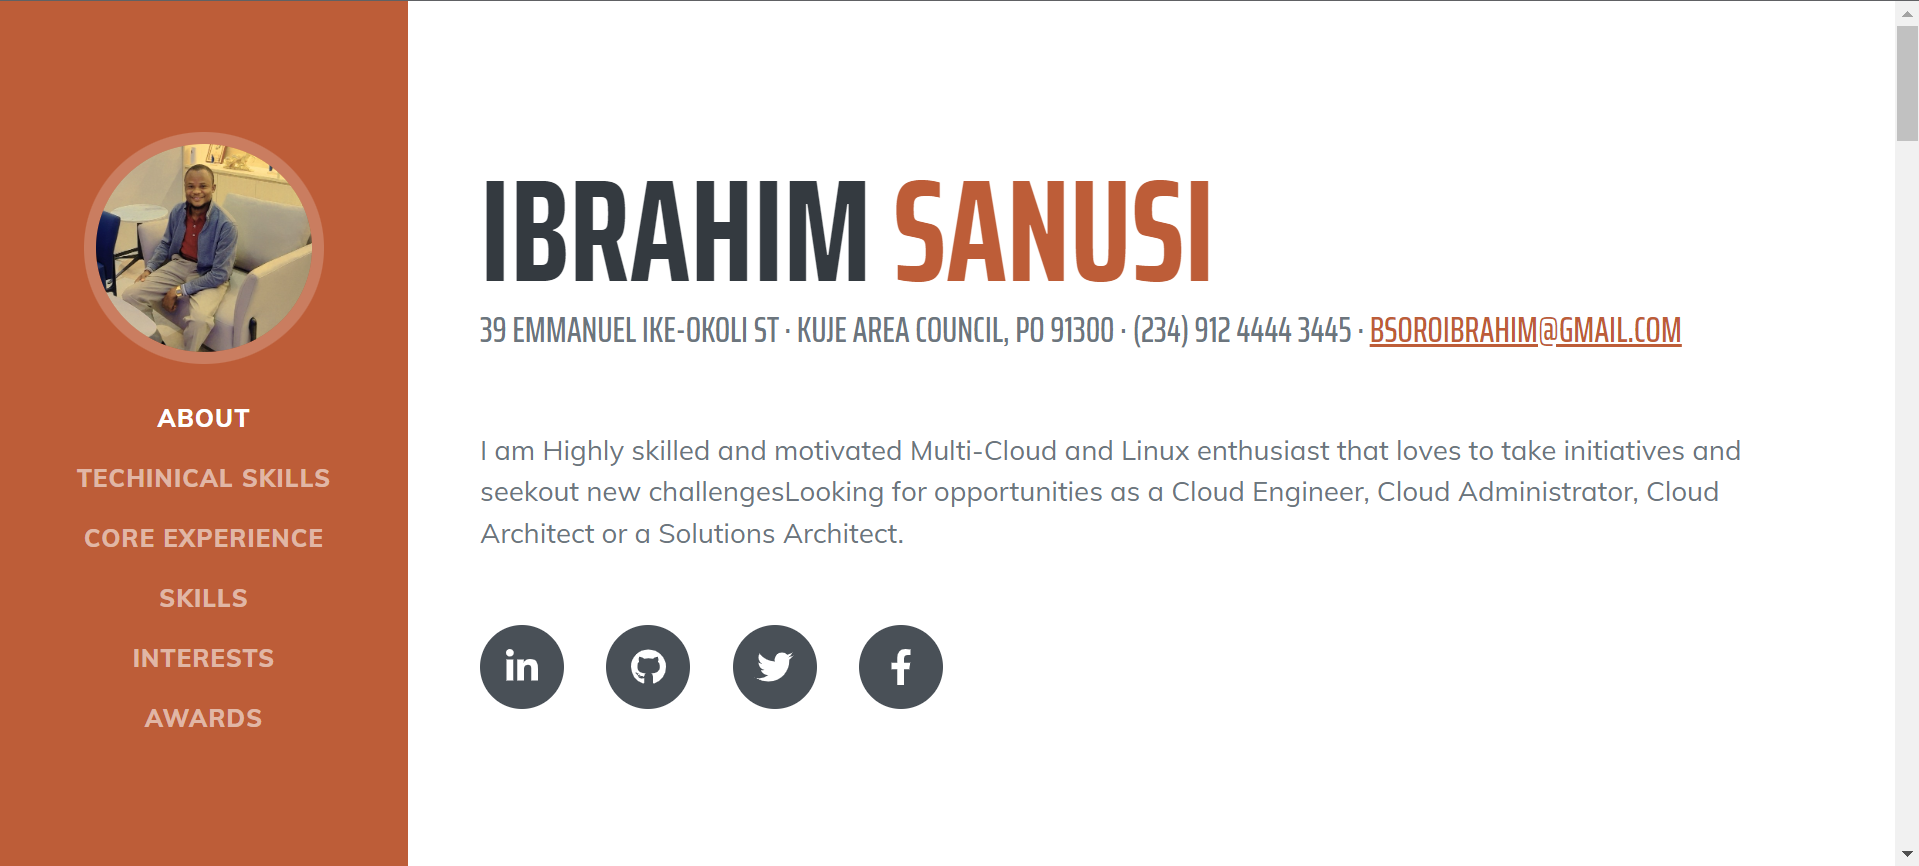 ABOUT
TECHINICAL SKILLS
CORE EXPERIENCE
SKILLS
INTERESTS
AWARDS
IBRAHIM SANUSI
39 EMMANUEL IKE-OKOLI ST · KUJE AREA COUNCIL, PO 91300 · (234) 912 4444 3445 · BSOROIBRAHIM@GMAIL.COM
I am Highly skilled and motivated Multi-Cloud and Linux enthusiast that loves to take initiatives and
seekout new challengesLooking for opportunities as a Cloud Engineer, Cloud Administrator, Cloud
Architect or a Solutions Architect.
in
f